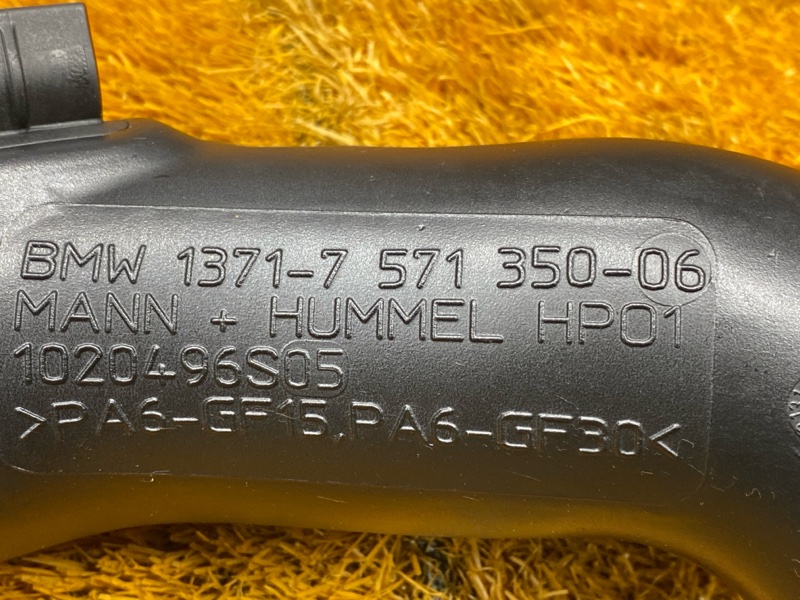 BMW 1371-7 571 350-06
MANN + HUMMEL HP01
1020496S05
>PA6-GF15,PA6-GF30<